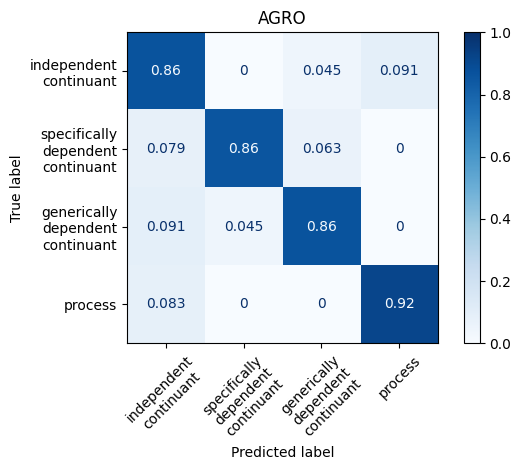 AGRO
True label
independent
continuant
0.86
0
0.045
0.091
specifically
dependent
continuant
0.079
0.86
0.063
0
generically
dependent
continuant
0.091
0.045
0.86
0
process
0.083
0
0
0.92
independent
continuant
specifically
dependent
continuant
generically
dependent
continuant
process
Predicted label
1.0
0.8
0.6
0.4
0.2
0.0